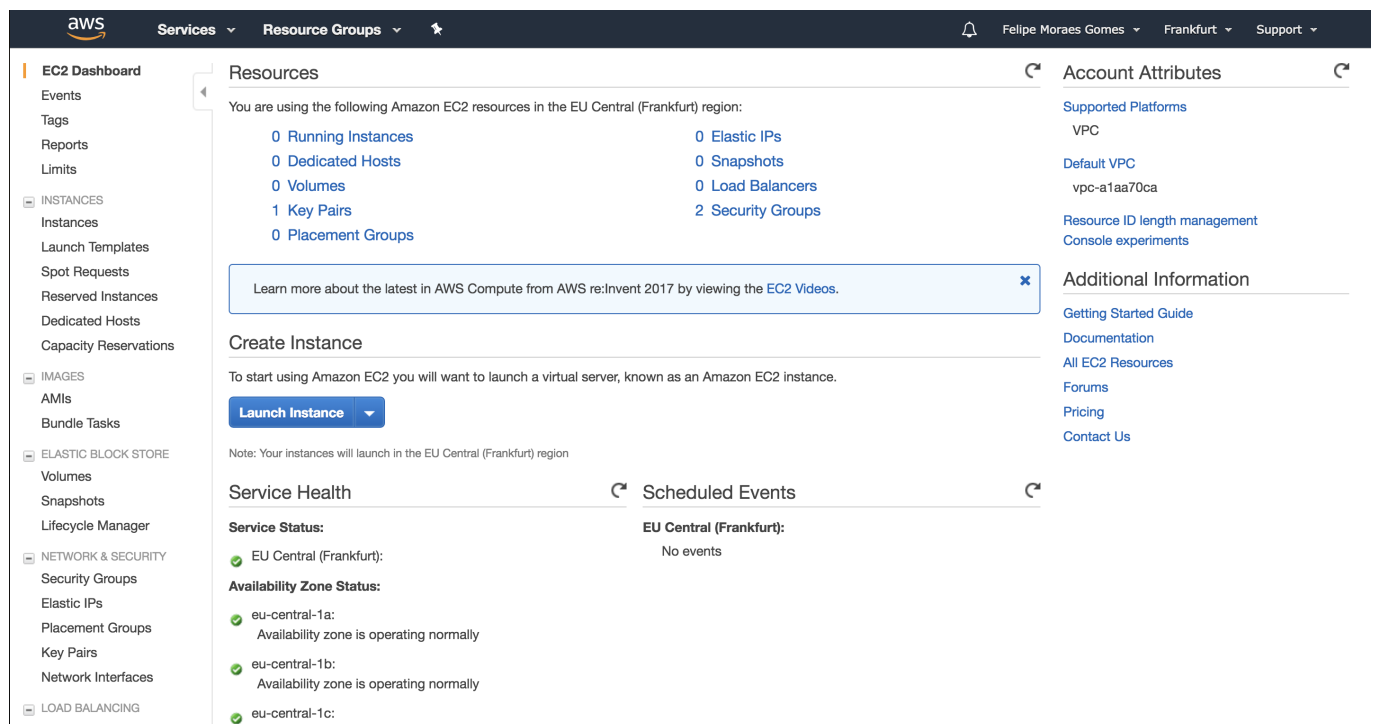 aws
Services
Resource Groups
Felipe Moraes Gomes
Frankfurt
Support
EC2 Dashboard
Events
Tags
Reports
Limits
INSTANCES
Instances
Launch Templates
Spot Requests
Reserved Instances
Dedicated Hosts
Capacity Reservations
IMAGES
AMIs
Bundle Tasks
ELASTIC BLOCK STORE
Volumes
Snapshots
Lifecycle Manager
NETWORK & SECURITY
Security Groups
Elastic IPs
Placement Groups
Key Pairs
Network Interfaces
LOAD BALANCING
Resources
You are using the following Amazon EC2 resources in the EU Central (Frankfurt) region:
0 Running Instances
0 Dedicated Hosts
0 Volumes
1 Key Pairs
0 Placement Groups
0 Elastic IPs
0 Snapshots
0 Load Balancers
2 Security Groups
Learn more about the latest in AWS Compute from AWS re:Invent 2017 by viewing the EC2 Videos.
Create Instance
To start using Amazon EC2 you will want to launch a virtual server, known as an Amazon EC2 instance.
Launch Instance
Note: Your instances will launch in the EU Central (Frankfurt) region
Service Health
Service Status:
EU Central (Frankfurt):
Availability Zone Status:
eu-central-1a:
Availability zone is operating normally
eu-central-1b:
Availability zone is operating normally
eu-central-1c:
Scheduled Events
EU Central (Frankfurt):
No events
Account Attributes
Supported Platforms
VPC
Default VPC
vpc-a1aa70ca
Resource ID length management
Console experiments
Additional Information
Getting Started Guide
Documentation
All EC2 Resources
Forums
Pricing
Contact Us